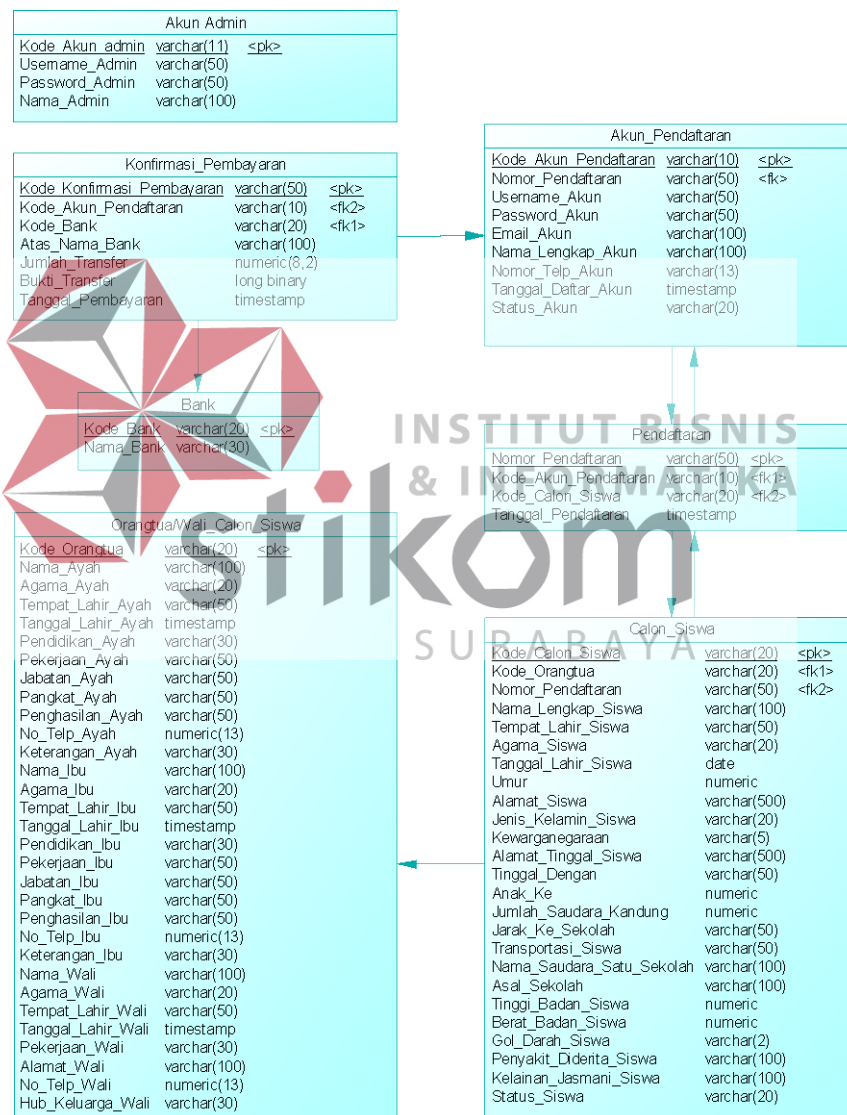 Akun Admin
Kode_Akun_admin varchar(11) <pk>
Username_Admin varchar(50)
Password_Admin varchar(50)
Nama_Admin varchar(100)
Konfirmasi_Pembayaran
Kode_Konfirmasi_Pembayaran varchar(50) <pk>
Kode_Akun_Pendaftaran varchar(10) <fk2>
Kode_Bank varchar(20) <fk1>
Atas_Nama_Bank varchar(100)
Jumlah_Transfer numeric(8,2)
Bukti_Transfer long binary
Tanggal_Pembayaran timestamp
Akun_Pendaftaran
Kode_Akun_Pendaftaran varchar(10) <pk>
Nomor_Pendaftaran varchar(50) <fk>
Username_Akun varchar(50)
Password_Akun varchar(50)
Email_Akun varchar(100)
Nama_Lengkap_Akun varchar(100)
Nomor_Telp_Akun varchar(13)
Tanggal_Daftar_Akun timestamp
Status_Akun varchar(20)
Bank
Kode_Bank varchar(20) <pk>
Nama_Bank varchar(30)
INSTITUT BISNIS
& INFORMATIKA
stikom
SURABAYA
Pendaftaran
Nomor_Pendaftaran varchar(50) <pk>
Kode_Akun_Pendaftaran varchar(10) <fk1>
Kode_Calon_Siswa varchar(20) <fk2>
Tanggal_Pendaftaran timestamp
Orangtua/Wali_Calon_Siswa
Kode_Orangtua varchar(20) <pk>
Nama_Ayah varchar(100)
Agama_Ayah varchar(20)
Tempat_Lahir_Ayah varchar(50)
Tanggal_Lahir_Ayah timestamp
Pendidikan_Ayah varchar(30)
Pekerjaan_Ayah varchar(50)
Jabatan_Ayah varchar(50)
Pangkat_Ayah varchar(50)
Penghasilan_Ayah varchar(50)
No_Telp_Ayah numeric(13)
Keterangan_Ayah varchar(30)
Nama_Ibu varchar(100)
Agama_Ibu varchar(20)
Tempat_Lahir_Ibu varchar(50)
Tanggal_Lahir_Ibu timestamp
Pendidikan_Ibu varchar(30)
Pekerjaan_Ibu varchar(50)
Jabatan_Ibu varchar(50)
Pangkat_Ibu varchar(50)
Penghasilan_Ibu varchar(50)
No_Telp_Ibu numeric(13)
Keterangan_Ibu varchar(30)
Nama_Wali varchar(100)
Agama_Wali varchar(20)
Tempat_Lahir_Wali varchar(50)
Tanggal_Lahir_Wali timestamp
Pekerjaan_Wali varchar(30)
Alamat_Wali varchar(100)
No_Telp_Wali numeric(13)
Hub_Keluarga_Wali varchar(30)
Calon_Siswa
Kode_Calon_Siswa varchar(20) <pk>
Kode_Orangtua varchar(20) <fk1>
Nomor_Pendaftaran varchar(50) <fk2>
Nama_Lengkap_Siswa varchar(100)
Tempat_Lahir_Siswa varchar(50)
Agama_Siswa varchar(20)
Tanggal_Lahir_Siswa date
Umur numeric
Alamat_Siswa varchar(500)
Jenis_Kelamin_Siswa varchar(20)
Kewarganegaraan varchar(5)
Alamat_Tinggal_Siswa varchar(500)
Tinggal_Dengan varchar(50)
Anak_Ke numeric
Jumlah_Saudara_Kandung numeric
Jarak_Ke_Sekolah varchar(50)
Transportasi_Siswa varchar(50)
Nama_Saudara_Satu_Sekolah varchar(100)
Asal_Sekolah varchar(100)
Tinggi_Badan_Siswa numeric
Berat_Badan_Siswa numeric
Gol_Darah_Siswa varchar(2)
Penyakit_Diderita_Siswa varchar(100)
Kelainan_Jasmani_Siswa varchar(100)
Status_Siswa varchar(20)